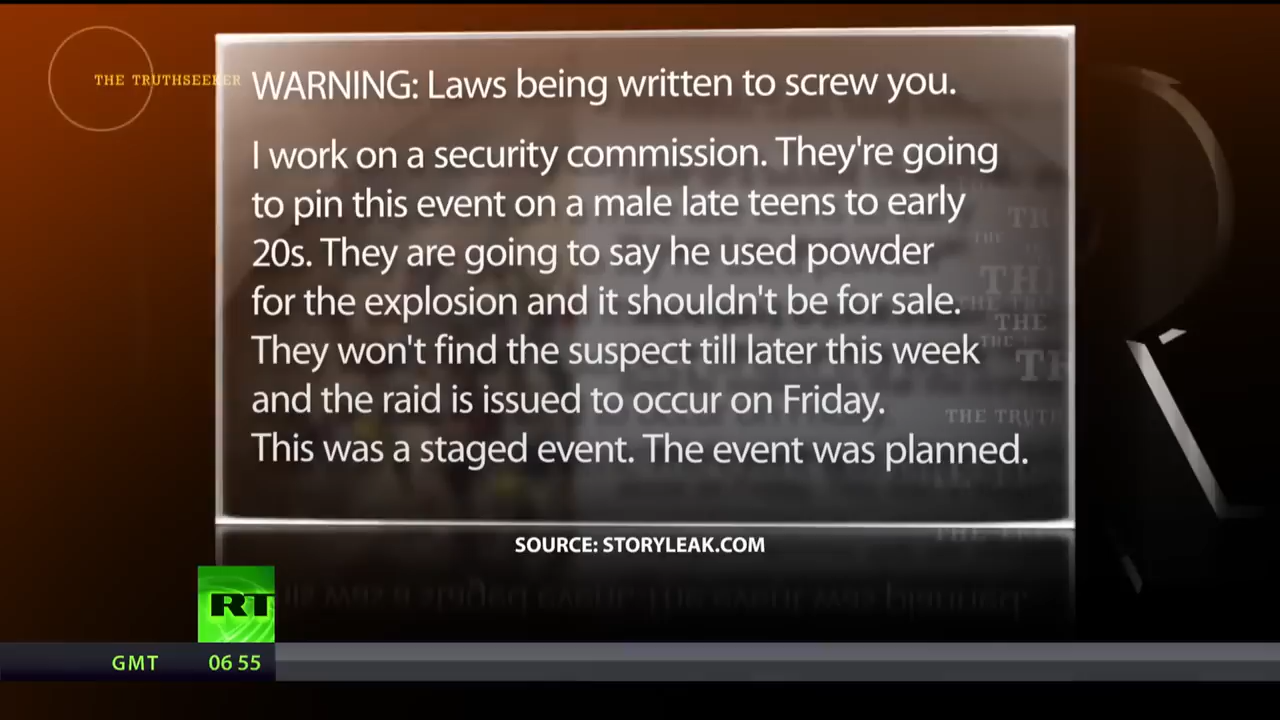 THE TRUTHSEEKER
WARNING: Laws being written to screw you.
I work on a security commission. They're going
to pin this event on a male late teens to early
20s. They are going to say he used powder
for the explosion and it shouldn't be for sale.
They won't find the suspect till later this week
and the raid is issued to occur on Friday.
This was a staged event. The event was planned.
THE
THE
THE TRUTH
SOURCE: STORYLEAK.COM
RT
GMT 06 55